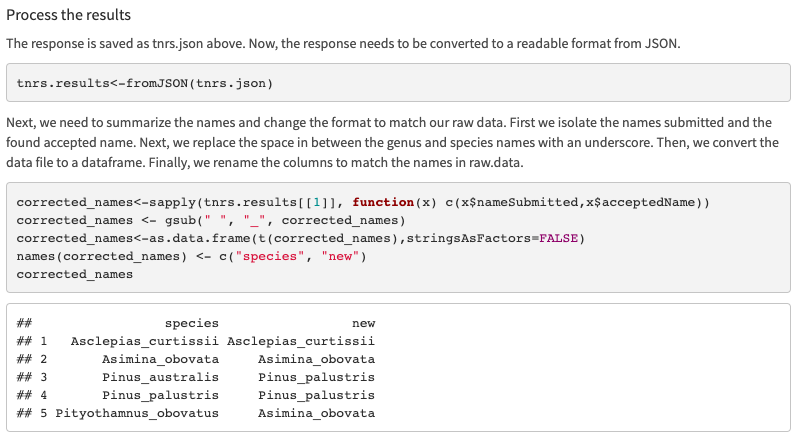 Process the results
The response is saved as tnrs.json above. Now, the response needs to be converted to a readable format from JSON.
tnrs.results<-fromJSON(tnrs.json)
Next, we need to summarize the names and change the format to match our raw data. First we isolate the names submitted and the
found accepted name. Next, we replace the space in between the genus and species names with an underscore. Then, we convert the
data file to a dataframe. Finally, we rename the columns to match the names in raw.data.
corrected_names<-sapply(tnrs.results[[1]], function(x) c(x$nameSubmitted,x$acceptedName))
corrected_names <- gsub(" ", "_", corrected_names)
corrected_names<-as.data.frame(t(corrected_names),stringsAsFactors=FALSE)
names(corrected_names) <- c("species", "new")
corrected_names
##                 species                  new
## 1   Asclepias_curtissii Asclepias_curtissii
## 2       Asimina_obovata     Asimina_obovata
## 3       Pinus_australis     Pinus_palustris
## 4       Pinus_palustris     Pinus_palustris
## 5 Pityothamnus_obovatus     Asimina_obovata